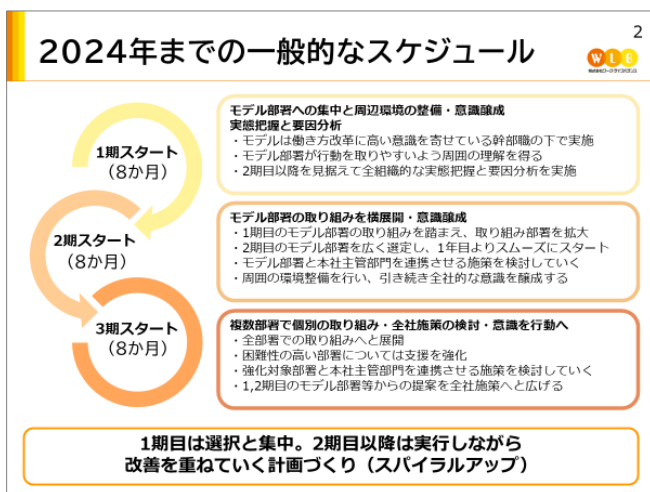 2024年までの一般的なスケジュール
2
WLB
株式会社ワーク・ライフバランス
1期スタート
（8か月）
モデル部署への集中と周辺環境の整備・意識醸成
実態把握と要因分析
・モデルは働き方改革に高い意識を寄せている幹部職の下で実施
・モデル部署が行動を取りやすいよう周囲の理解を得る
・2期目以降を見据えて全組織的な実態把握と要因分析を実施
2期スタート
（8か月）
モデル部署の取り組みを横展開・意識醸成
・1期目のモデル部署の取り組みを踏まえ、取り組み部署を拡大
・2期目のモデル部署を広く選定し、1年目よりスムーズにスタート
・モデル部署と本社主管部門を連携させる施策を検討していく
・周囲の環境整備を行い、引き続き全社的な意識を醸成する
3期スタート
（8か月）
複数部署で個別の取り組み・全社施策の検討・意識を行動へ
・全部署での取り組みへと展開
・困難性の高い部署については支援を強化
・強化対象部署と本社主管部門を連携させる施策を検討していく
・1,2期目のモデル部署等からの提案を全社施策へと広げる
1期目は選択と集中。2期目以降は実行しながら
改善を重ねていく計画づくり（スパイラルアップ）